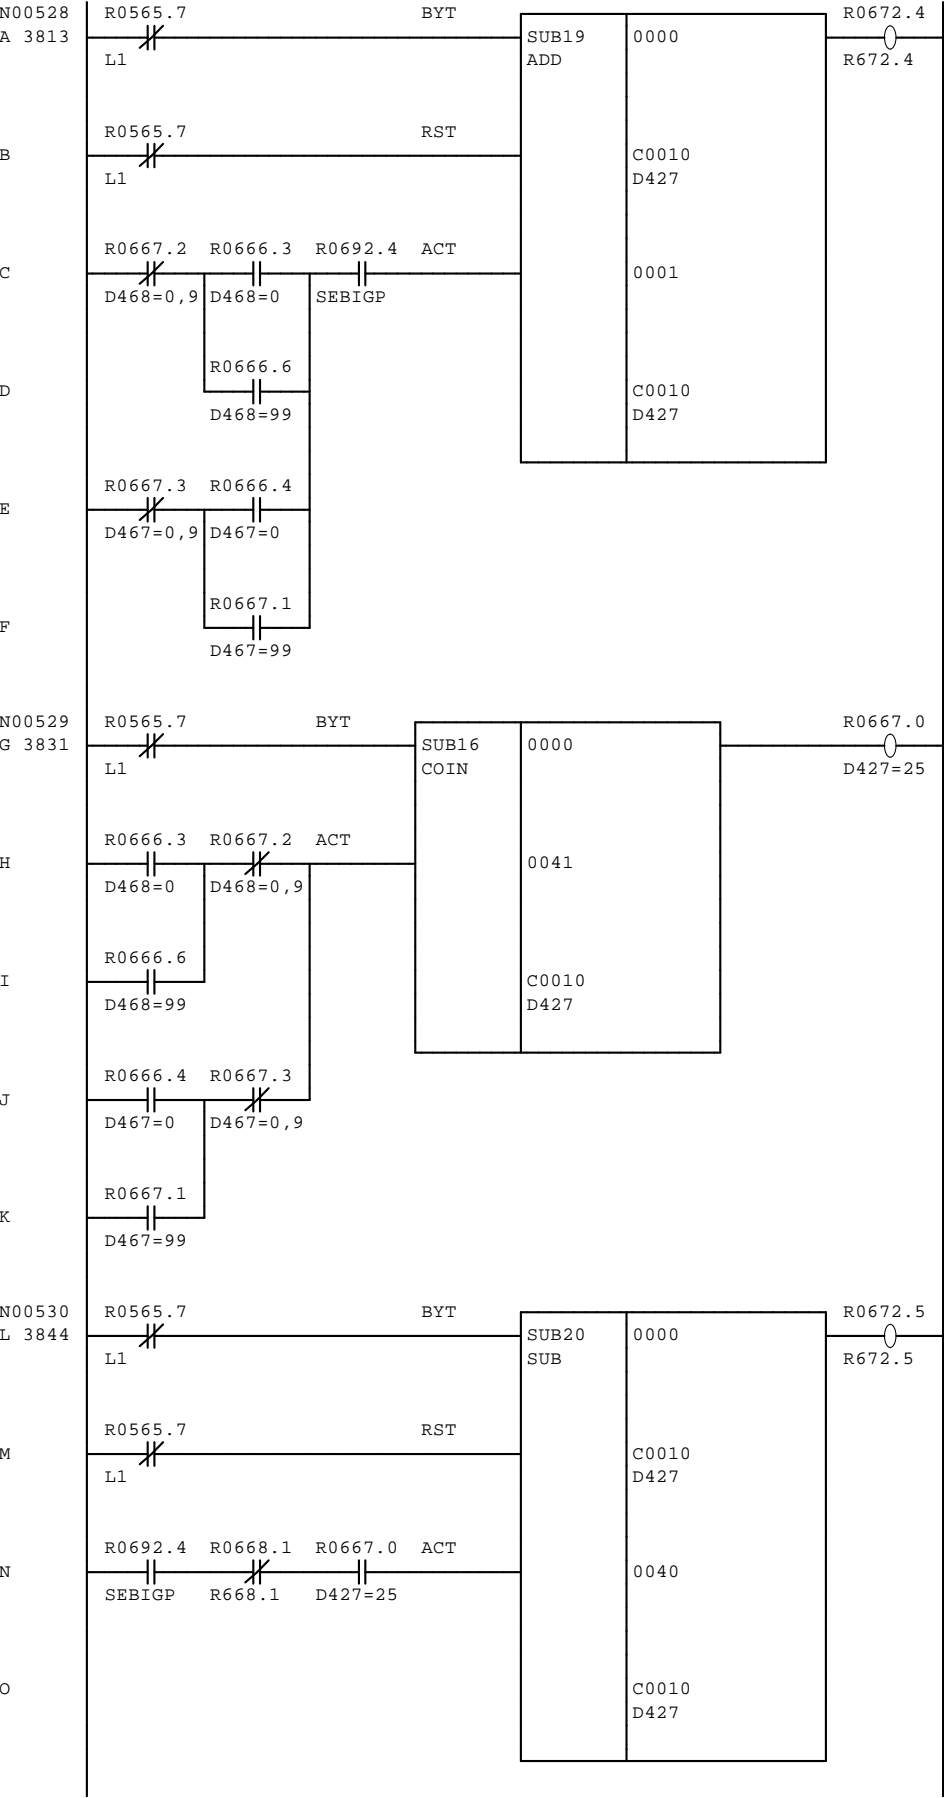 N00528 R0565.7 BYT R0672.4
A 3813 SUB19 0000
L1 ADD R672.4
R0565.7 RST
B C0010
L1 D427
R0667.2 R0666.3 R0692.4 ACT
C 0001
D468=0,9 D468=0 SEBIGP
R0666.6
D C0010
D468=99 D427
R0667.3 R0666.4
E
D467=0,9 D467=0
R0667.1
F
D467=99
N00529 R0565.7 BYT R0667.0
G 3831 SUB16 0000
L1 COIN D427=25
R0666.3 R0667.2 ACT
H 0041
D468=0 D468=0,9
R0666.6
I C0010
D468=99 D427
R0666.4 R0667.3
J
D467=0 D467=0,9
R0667.1
K
D467=99
N00530 R0565.7 BYT R0672.5
L 3844 SUB20 0000
L1 SUB R672.5
R0565.7 RST
M C0010
L1 D427
R0692.4 R0668.1 R0667.0 ACT
N 0040
SEBIGP R668.1 D427=25
O C0010
D427